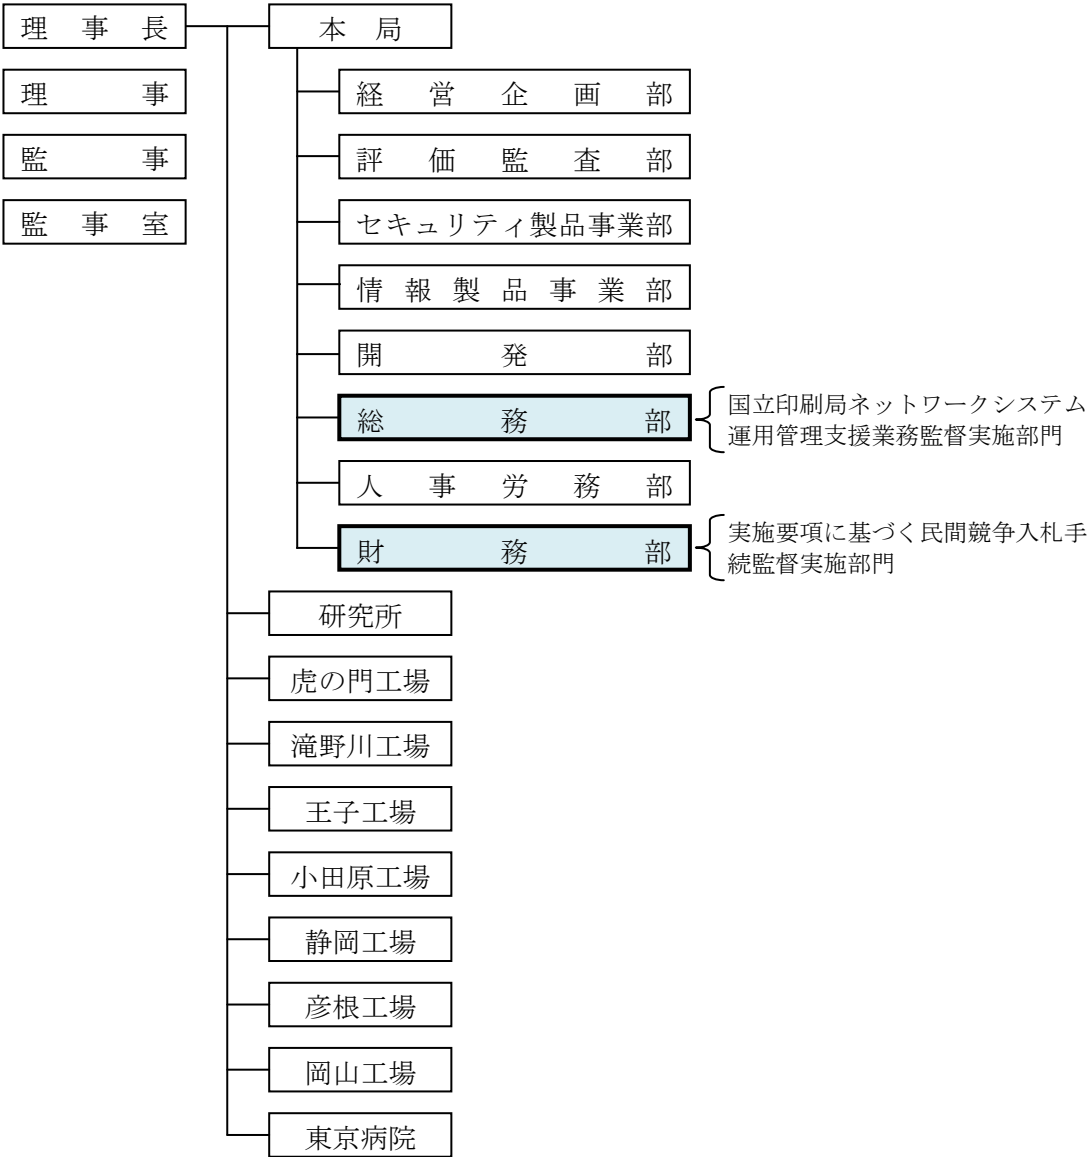 理事長
本局
理事
経営企画部
監事
評価監査部
監事室
セキュリティ製品事業部
情報製品事業部
開発部
総務部
国立印刷局ネットワークシステム
運用管理支援業務監督実施部門
人事労務部
財務部
実施要項に基づく民間競争入札手
続監督実施部門
研究所
虎の門工場
滝野川工場
王子工場
小田原工場
静岡工場
彦根工場
岡山工場
東京病院